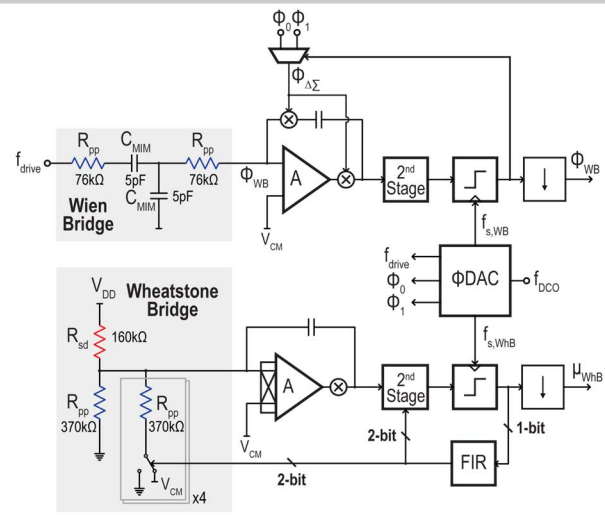 Φ0 Φ1
ΦΔΣ
Rpp
CMIM
Rpp
fdrive
76kΩ
5pF
76kΩ
CMIM
5pF
Wien
Bridge
ΦWB
A
VCM
2nd
Stage
↓
ΦWB
fs,WB
fdrive
Φ0
Φ1
ΦDAC
fDCO
fs,WhB
VDD
Wheatstone
Bridge
Rsd
160kΩ
Rpp
370kΩ
Rpp
370kΩ
VCM
x4
A
VCM
2nd
Stage
↓
μWhB
2-bit
1-bit
2-bit
FIR